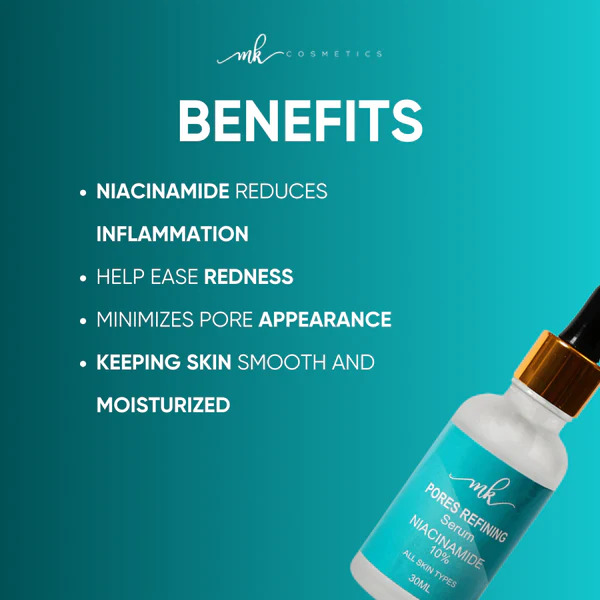 mk COSMETICS
BENEFITS
• NIACINAMIDE REDUCES
INFLAMMATION
• HELP EASE REDNESS
• MINIMIZES PORE APPEARANCE
• KEEPING SKIN SMOOTH AND
MOISTURIZED
mk
PORES REFINING
Serum
NIACINAMIDE
10%
ALL SKIN TYPES
30ML